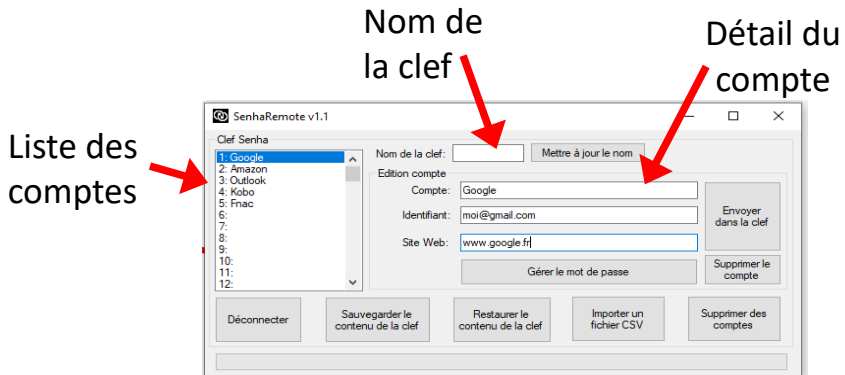 Nom de
la clef
Détail du
compte
Liste des
comptes
SenhaRemote v1.1
Clef Senha
1: Google
2: Amazon
3: Outlook
4: Kobo
5: Fnac
6:
7:
8:
9:
10:
11:
12:
Nom de la clef:
Mettre à jour le nom
Edition compte
Compte: Google
Identifiant: moi@gmail.com
Site Web: www.google.fr
Envoyer
dans la clef
Gérer le mot de passe
Supprimer le
compte
Déconnecter
Sauvegarder le
contenu de la clef
Restaurer le
contenu de la clef
Importer un
fichier CSV
Supprimer des
comptes